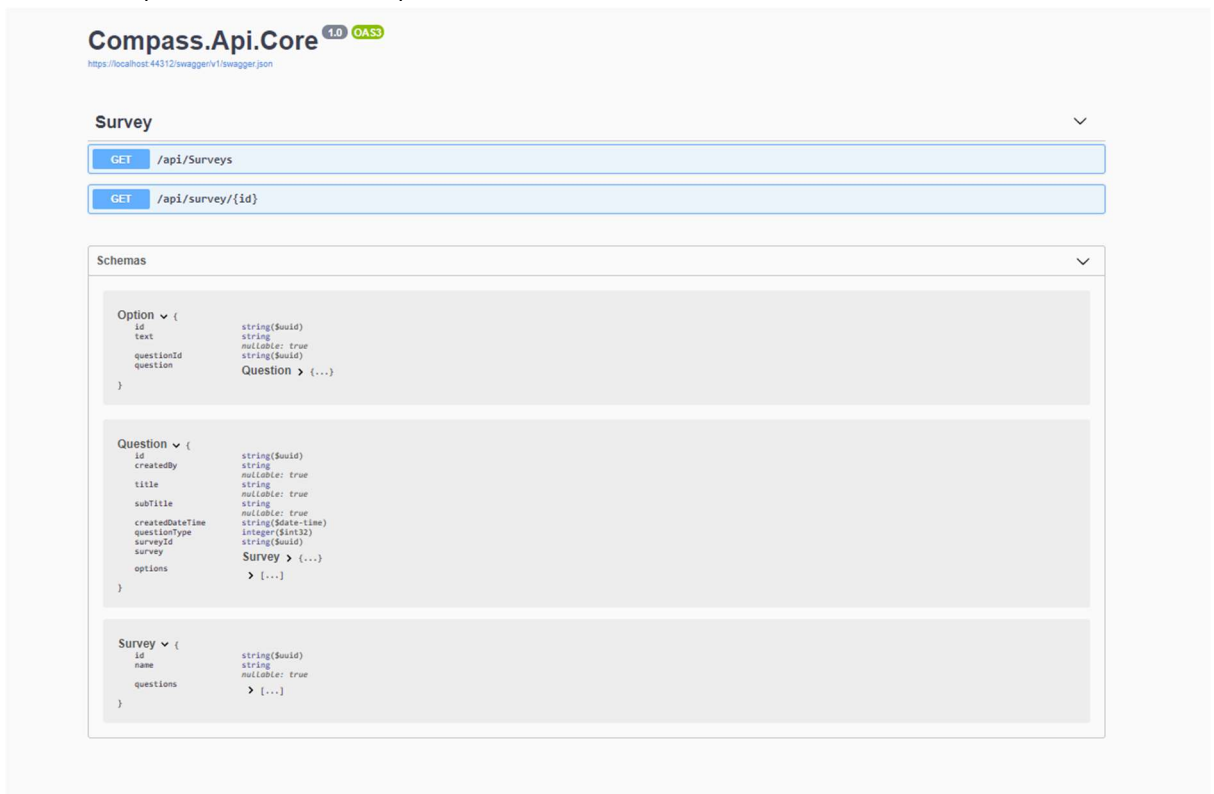 Compass.Api.Core 1.0 OAS3
https://localhost:44312/swagger/v1/swagger.json
Survey
GET /api/Surveys
GET /api/survey/{id}
Schemas
Option {
id string($uuid)
text string
nullable: true
questionId string($uuid)
question Question {...}
}
Question {
id string($uuid)
createdBy string
nullable: true
title string
nullable: true
subTitle string
nullable: true
createdDateTime string($date-time)
questionType integer($int32)
surveyId string($uuid)
survey Survey {...}
options [...]
}
Survey {
id string($uuid)
name string
nullable: true
questions [...]
}